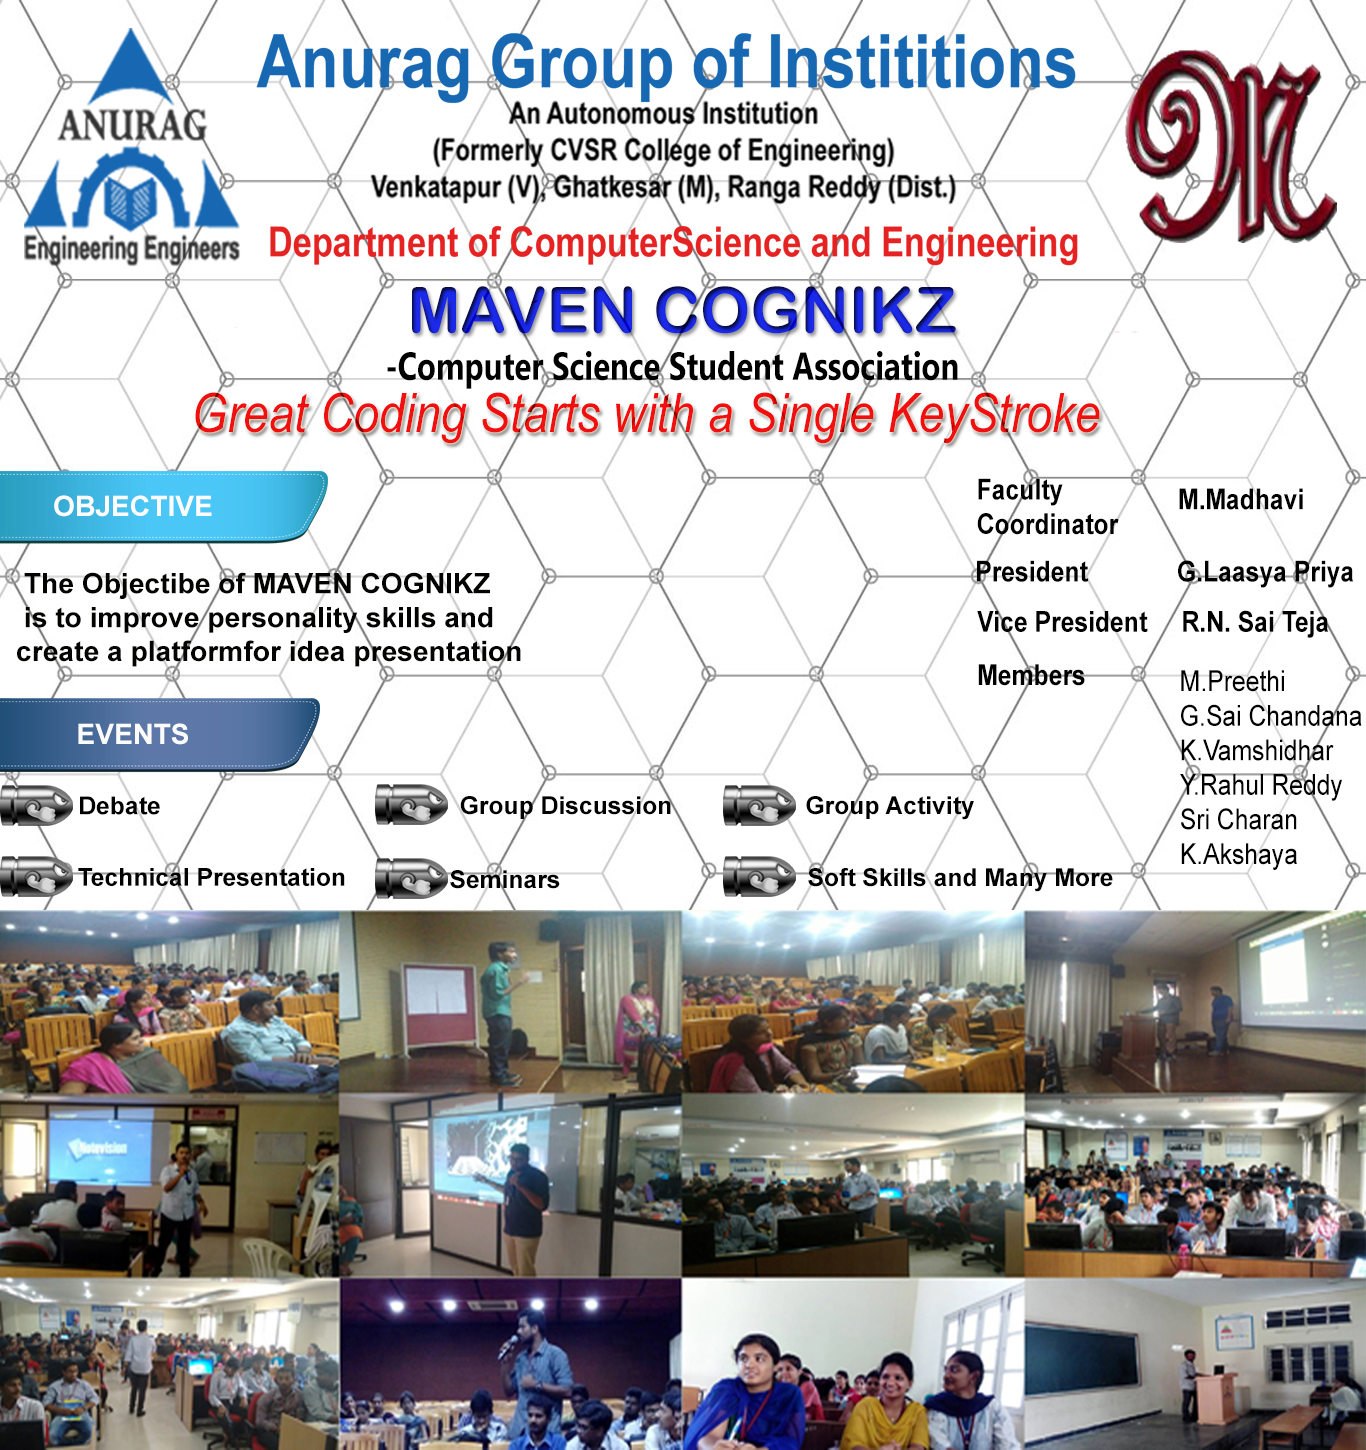 ANURAG
Engineering Engineers
Anurag Group of Instititions
An Autonomous Institution
(Formerly CVSR College of Engineering)
Venkatapur (V), Ghatkesar (M), Ranga Reddy (Dist.)
Department of ComputerScience and Engineering
MAVEN COGNIKZ
-Computer Science Student Association
Great Coding Starts with a Single KeyStroke
OBJECTIVE
The Objectibe of MAVEN COGNIKZ
is to improve personality skills and
create a platformfor idea presentation
Faculty
Coordinator
M.Madhavi
President G.Laasya Priya
Vice President R.N. Sai Teja
Members
M.Preethi
G.Sai Chandana
K.Vamshidhar
Y.Rahul Reddy
Sri Charan
K.Akshaya
EVENTS
Debate
Group Discussion
Group Activity
Technical Presentation
Seminars
Soft Skills and Many More